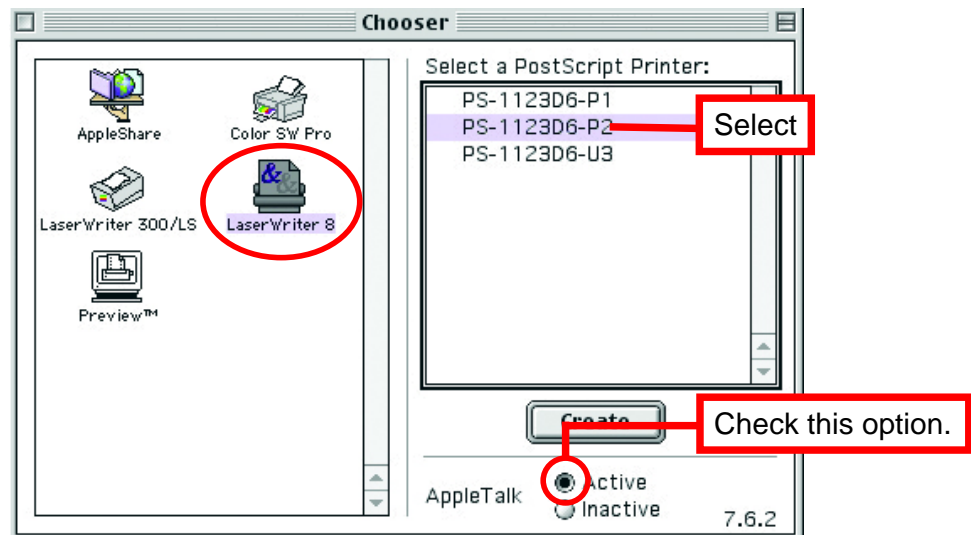 Chooser
AppleShare
Color SW Pro
LaserWriter 300/LS
LaserWriter 8
Preview™
Select a PostScript Printer:
PS-1123D6-P1
PS-1123D6-P2
Select
PS-1123D6-U3
Create
Check this option.
AppleTalk
Active
Inactive
7.6.2